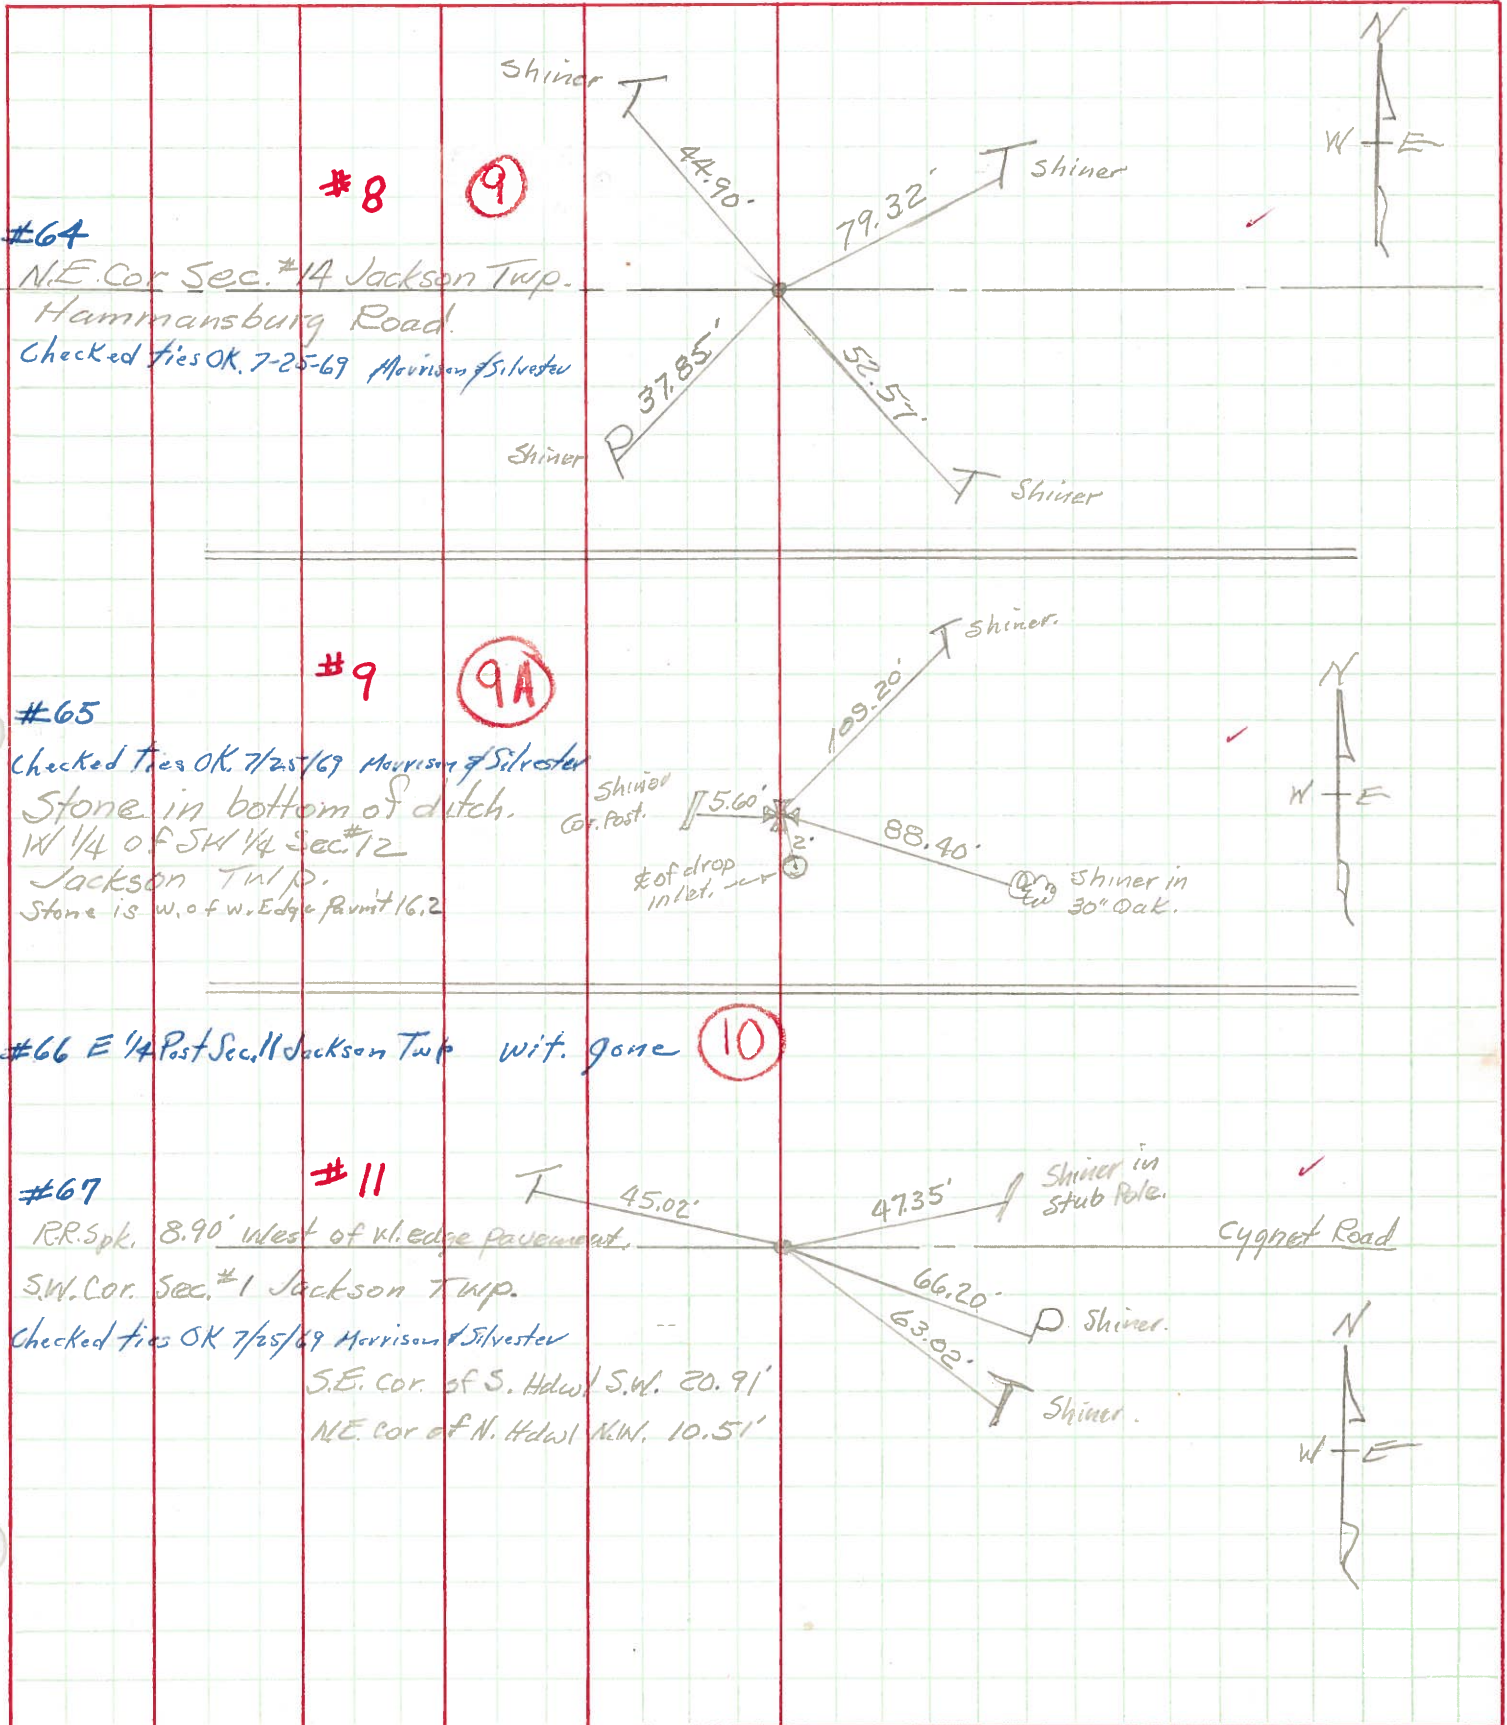 N
W E
Shiner T
44.90'
T Shiner
79.32'
#8 9
#64
N.E. Cor Sec. #14 Jackson Twp.
Hammansburg Road.
Checked ties OK. 7-25-69 Morrison & Silvester
37.85'
52.57'
Shiner P
T Shiner
#9 9A
T Shiner.
N
W E
#65
Checked Ties OK. 7/25/69 Morrison & Silvester
Stone in bottom of ditch.
W 1/4 of SW 1/4 Sec. #12
Jackson Twp.
Stone is W. of W. Edge Pavmt 16.2
109.20'
Shiner
Cor. Post.
5.60'
2'
88.40'
℄ of drop
inlet.
Shiner in
30" Oak.
#66 E 1/4 Post Sec. 11 Jackson Twp wit. gone 10
#67
#11
T 45.02'
47.35'
Shiner in
Stub Pole.
R.R. Spk. 8.90' West of W. edge pavement.
Cygnet Road
S.W. Cor. Sec. #1 Jackson Twp.
66.20'
P Shiner.
63.02'
Checked ties OK 7/25/69 Morrison & Silvester
S.E. Cor. of S. Hdwl S.W. 20.91'
N.E. Cor of N. Hdwl N.W. 10.51'
T Shiner.
N
W E